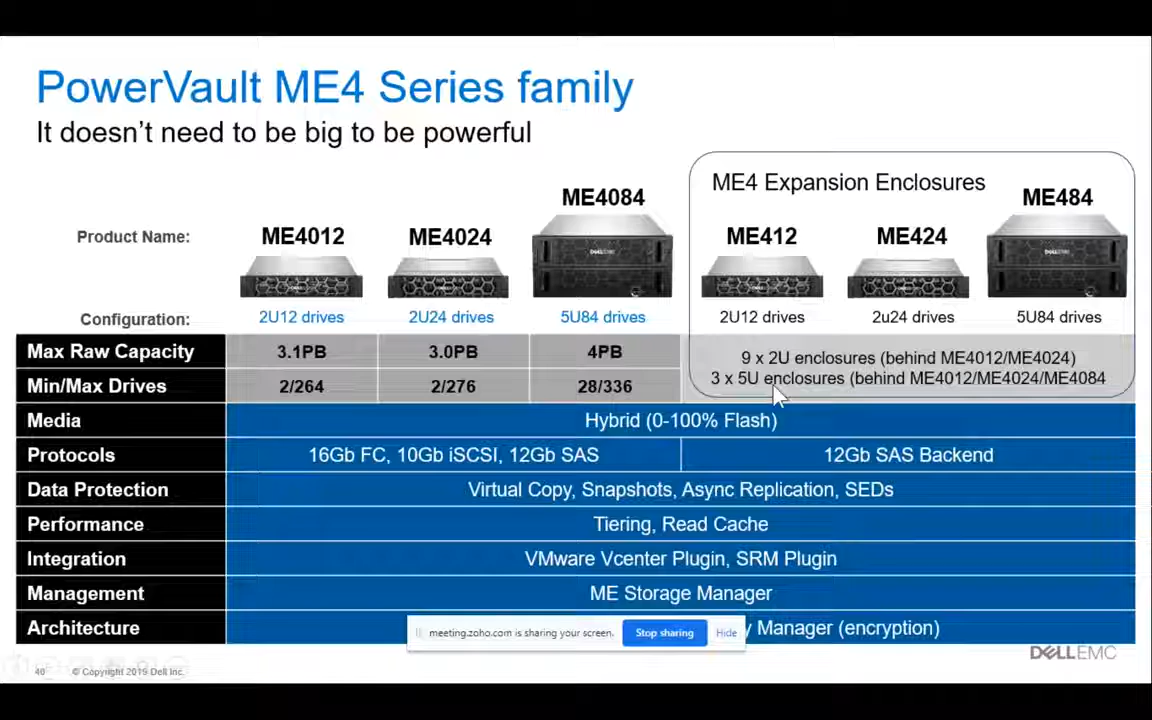 PowerVault ME4 Series family
It doesn't need to be big to be powerful
ME4 Expansion Enclosures
Product Name:
ME4012
ME4024
ME4084
ME412
ME424
ME484
DELLEMC
Configuration:
2U12 drives
2U24 drives
5U84 drives
2U12 drives
2u24 drives
5U84 drives
Max Raw Capacity 3.1PB 3.0PB 4PB
9 x 2U enclosures (behind ME4012/ME4024)
3 x 5U enclosures (behind ME4012/ME4024/ME4084
Min/Max Drives 2/264 2/276 28/336
Media Hybrid (0-100% Flash)
Protocols 16Gb FC, 10Gb iSCSI, 12Gb SAS 12Gb SAS Backend
Data Protection Virtual Copy, Snapshots, Async Replication, SEDs
Performance Tiering, Read Cache
Integration VMware Vcenter Plugin, SRM Plugin
Management ME Storage Manager
Architecture y Manager (encryption)
meeting.zoho.com is sharing your screen. Stop sharing Hide
DELLEMC
40 © Copyright 2019 Dell Inc.